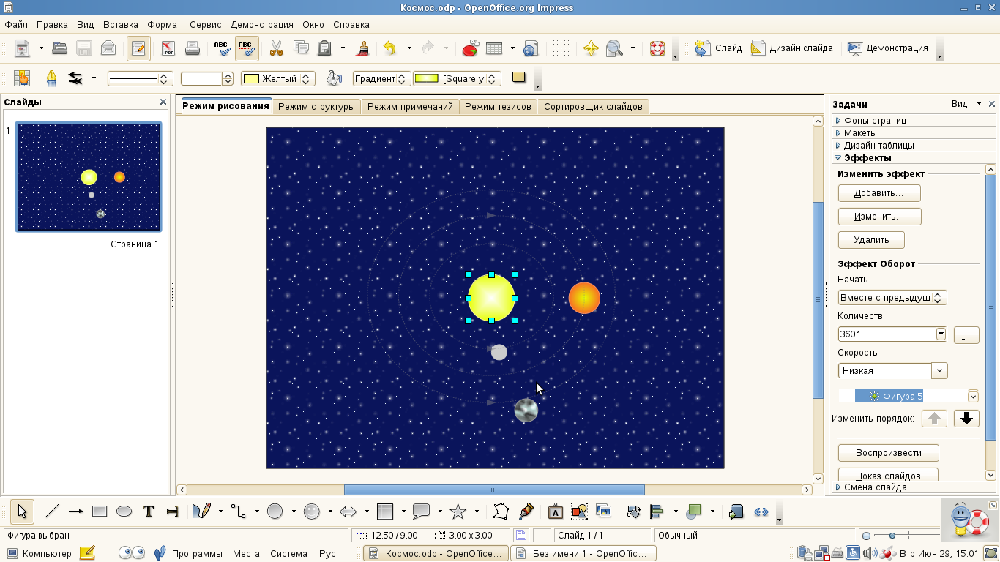 Космос.odp - OpenOffice.org Impress
Файл Правка Вид Вставка Формат Сервис Демонстрация Окно Справка
PDF ABC ABC Слайд Дизайн слайда Демонстрация
Желтый Градиент [Square y
Слайды
1
Страница 1
Режим рисования Режим структуры Режим примечаний Режим тезисов Сортировщик слайдов
Задачи Вид
Фоны страниц
Макеты
Дизайн таблицы
Эффекты
Изменить эффект
Добавить...
Изменить...
Удалить
Эффект Оборот
Начать
Вместе с предыдущ
Количеств
360° ...
Скорость
Низкая
Фигура 5
Изменить порядок:
Воспроизвести
Показ слайдов
Смена слайда
T A
Фигура выбран 12,50 / 9,00 3,00 x 3,00 Слайд 1 / 1 Обычный
Компьютер Программы Места Система Рус Космос.odp - OpenOffice... Без имени 1 - OpenOffic... Втр Июн 29, 15:01